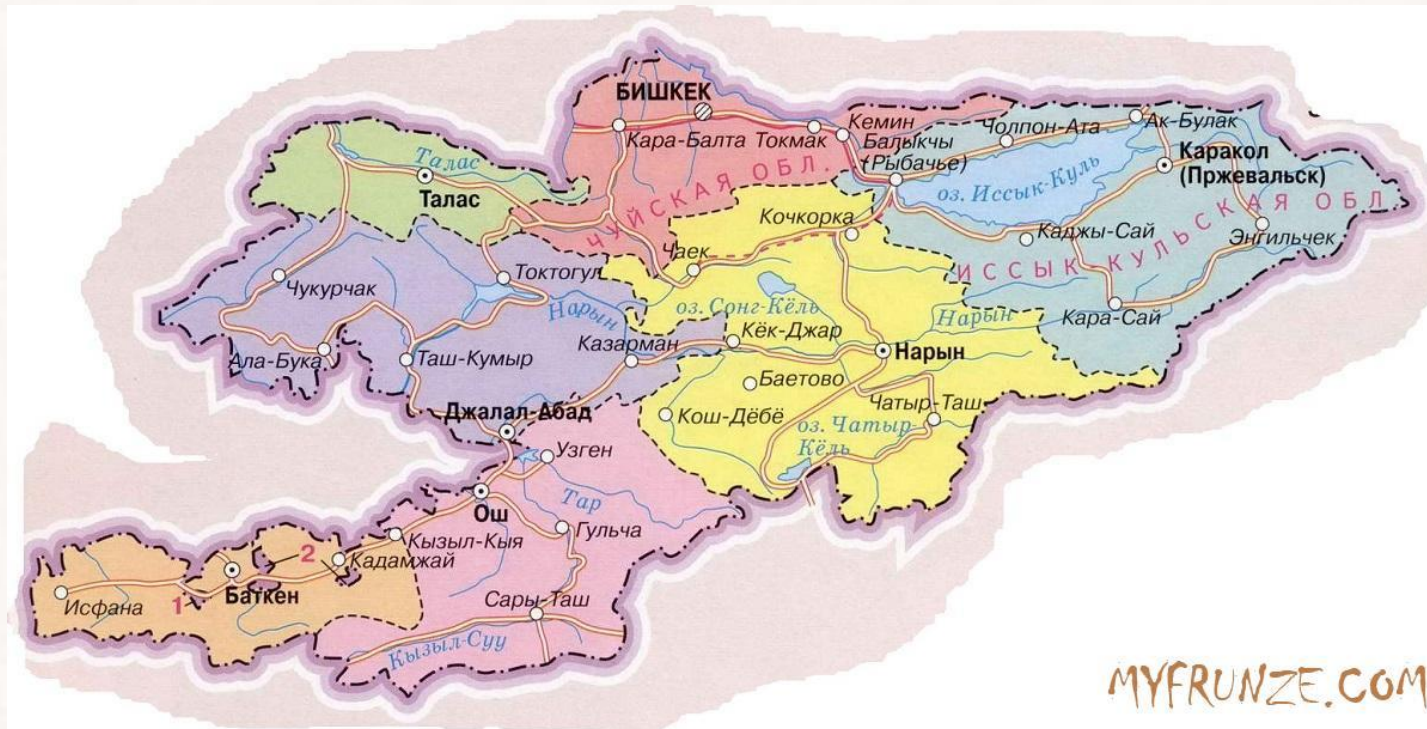 БИШКЕК
Кара-Балта
Токмак
Кемин
Балыкчы
(Рыбачье)
Чолпон-Ата
Ак-Булак
Каракол
(Пржевальск)
оз. Иссык-Куль
Талас
Талас
ЧУЙСКАЯ ОБЛ.
Кочкорка
Каджы-Сай
Энгильчек
ИССЫК-КУЛЬСКАЯ ОБЛ
Чаек
Чукурчак
Токтогул
Нарын
оз. Сонг-Кёль
Нарын
Кара-Сай
Кёк-Джар
Казарман
Нарын
Ала-Бука
Таш-Кумыр
Баетово
Чатыр-Таш
Кош-Дёбё
Джалал-Абад
оз. Чатыр-
Кёль
Узген
Тар
Ош
Гульча
Кызыл-Кыя
2
Кадамжай
Баткен
Исфана
1
Сары-Таш
Кызыл-Суу
MYFRUNZE.COM